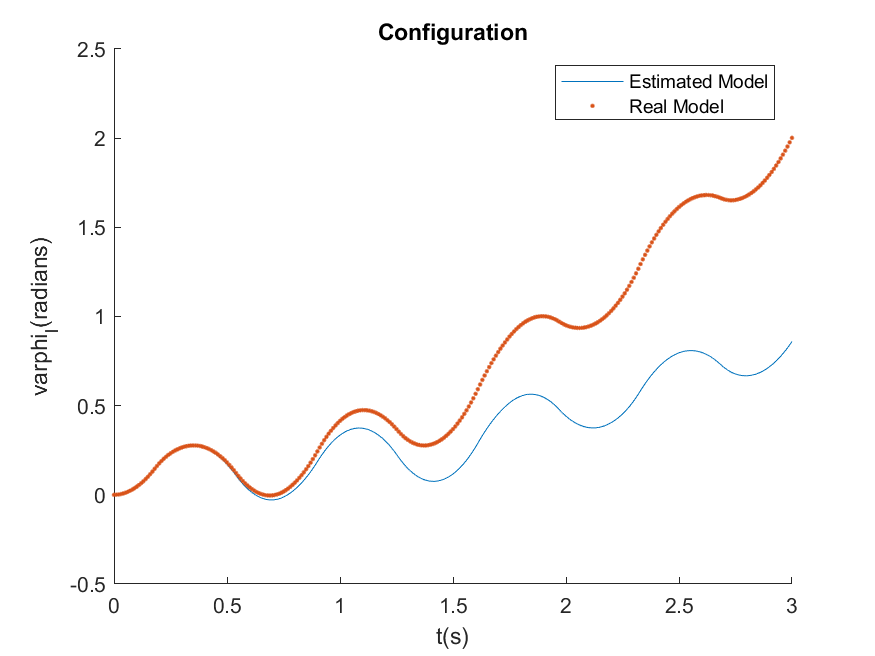 Configuration
2.5
Estimated Model
Real Model
2
1.5
1
0.5
0
-0.5
varphi_l(radians)
0 0.5 1 1.5 2 2.5 3
t(s)